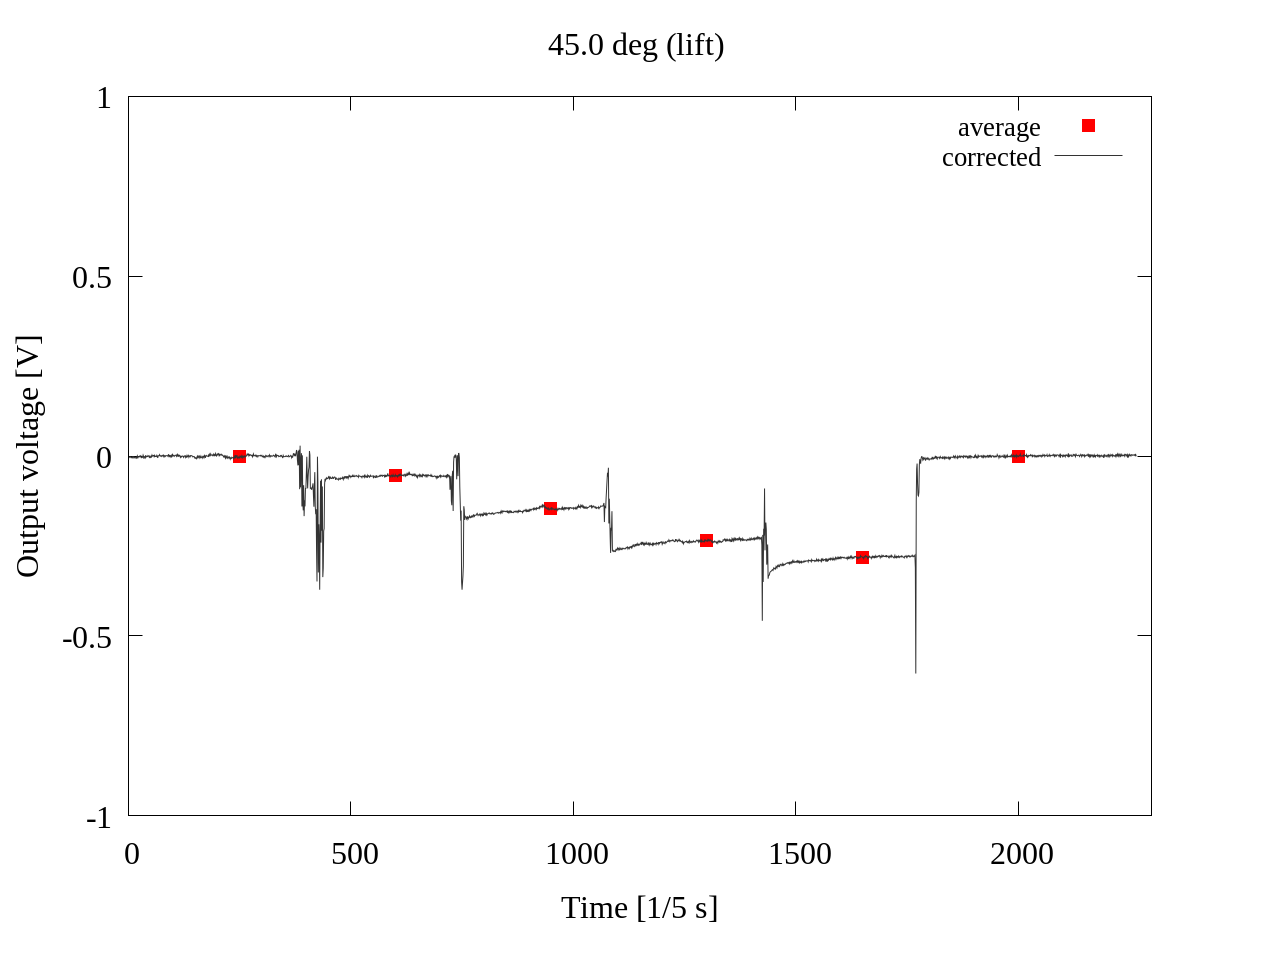 45.0 deg (lift)
average
corrected
1
0.5
0
-0.5
-1
Output voltage [V]
0 500 1000 1500 2000
Time [1/5 s]